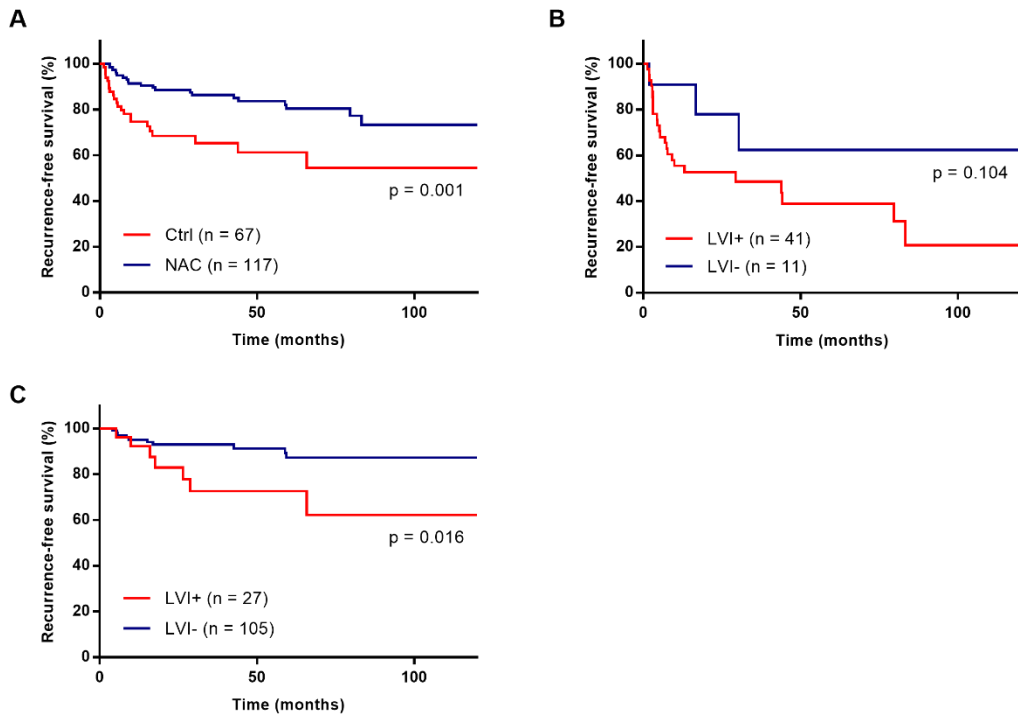 A
Recurrence-free survival (%)
100
80
60
40
20
0
p = 0.001
Ctrl (n = 67)
NAC (n = 117)
0 50 100
Time (months)
B
Recurrence-free survival (%)
100
80
60
40
20
0
p = 0.104
LVI+ (n = 41)
LVI- (n = 11)
0 50 100
Time (months)
C
Recurrence-free survival (%)
100
80
60
40
20
0
p = 0.016
LVI+ (n = 27)
LVI- (n = 105)
0 50 100
Time (months)